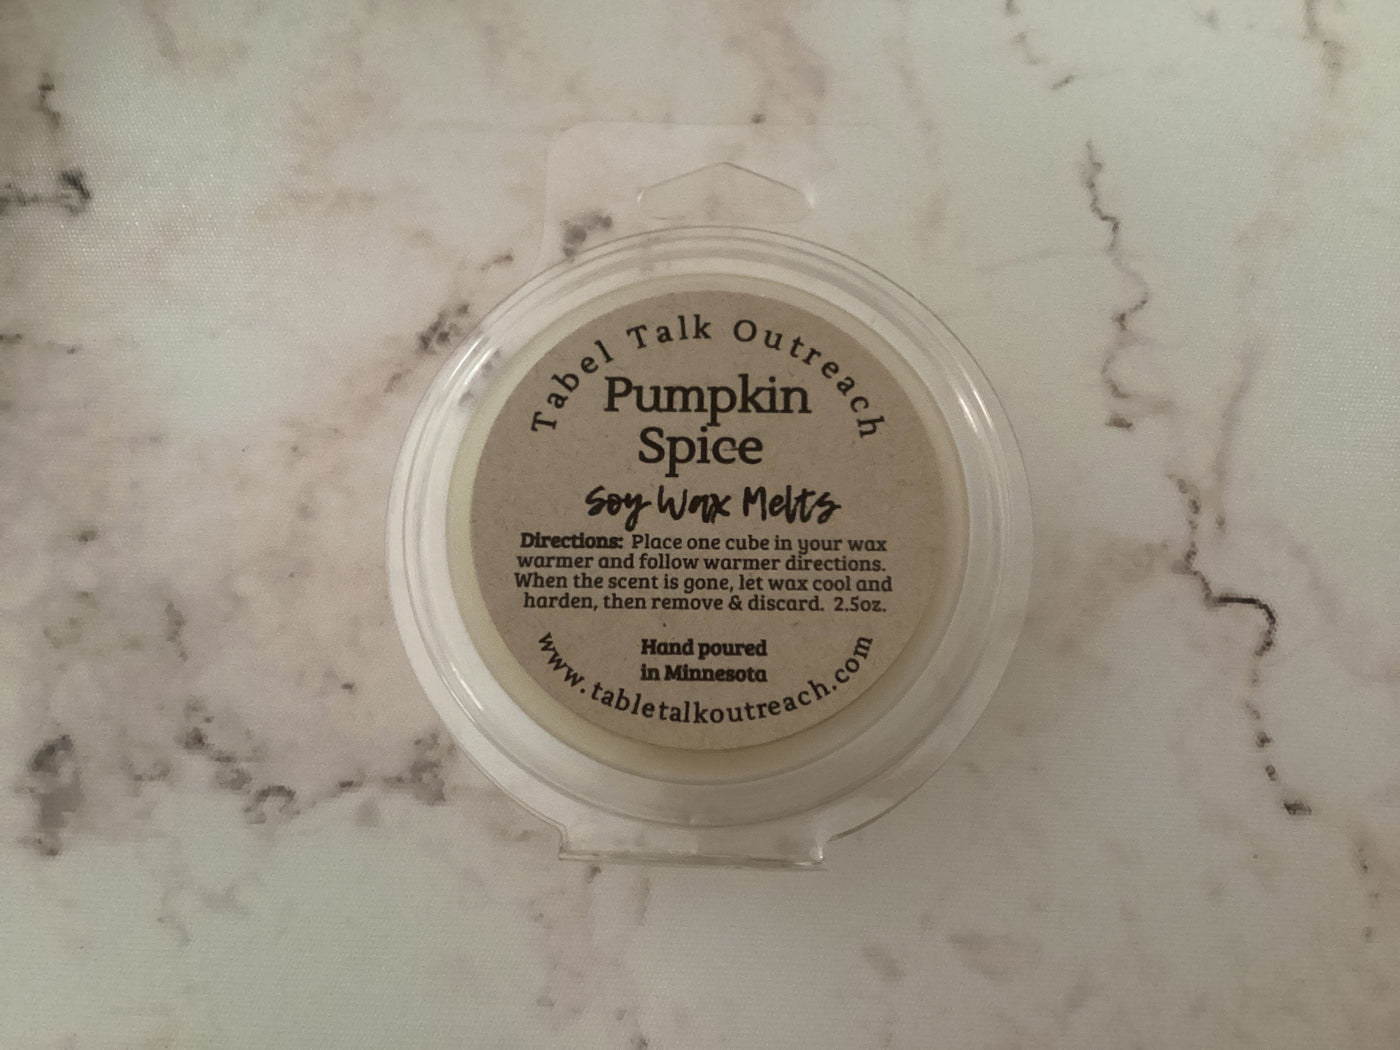 Tabel Talk Outreach
Pumpkin
Spice
Soy Wax Melts
Directions: Place one cube in your wax
warmer and follow warmer directions.
When the scent is gone, let wax cool and
harden, then remove & discard. 2.5oz.
Hand poured
in Minnesota
www.tabletalkoutreach.com